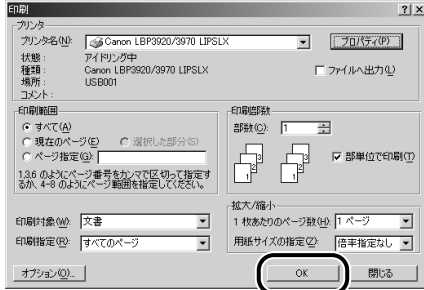 印刷
プリンタ
プリンタ名(N): Canon LBP3920/3970 LIPSLX プロパティ(P)
状態: アイドリング中
種類: Canon LBP3920/3970 LIPSLX ファイルへ出力(L)
場所: USB001
コメント:
印刷範囲
すべて(A)
現在のページ(E) 選択した部分(S)
ページ指定(G):
1,3,6 のようにページ番号をカンマで区切って指定す
るか、4-8 のようにページ範囲を指定してください。
印刷部数
部数(C): 1
1 2 3 1 2 3
部単位で印刷(T)
印刷対象(W): 文書
印刷指定(R): すべてのページ
拡大/縮小
1 枚あたりのページ数(H): 1 ページ
用紙サイズの指定(Z): 倍率指定なし
オプション(O)... OK 閉じる